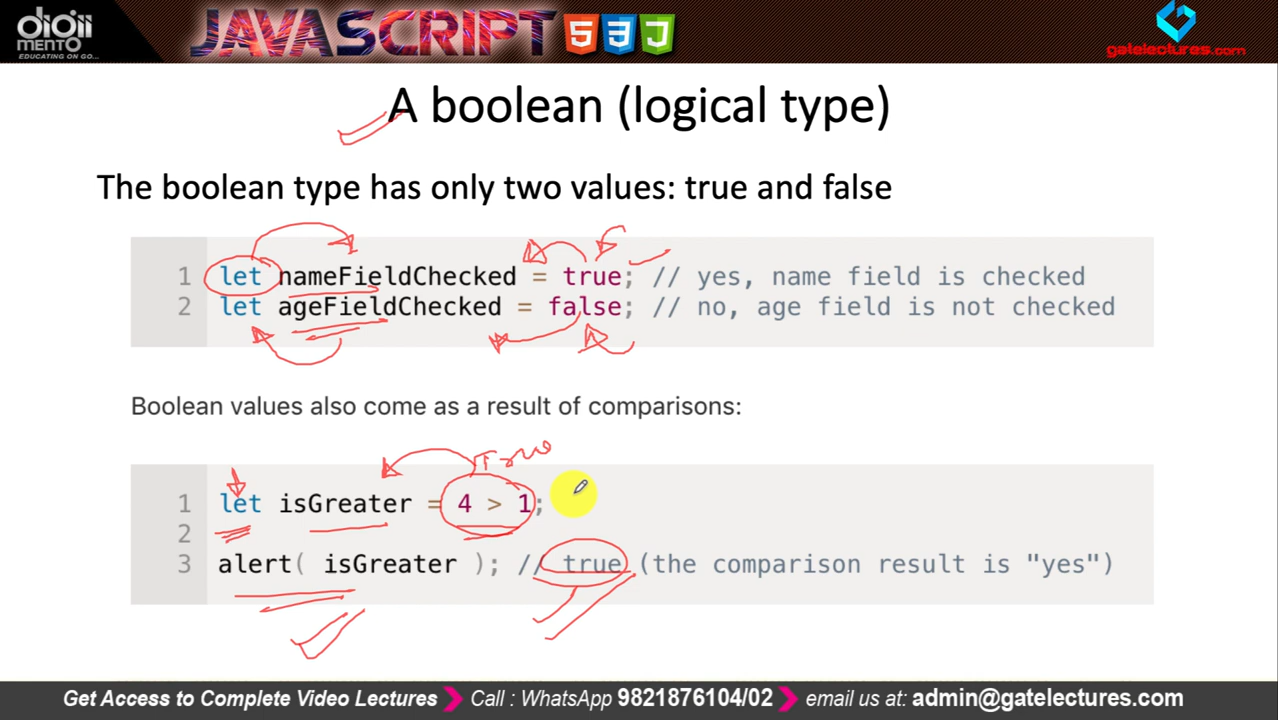 didii
MENTO
EDUCATING ON GO...
JAVASCRIPT
5 3 J
gatelectures.com
A boolean (logical type)
The boolean type has only two values: true and false
1 let nameFieldChecked = true; // yes, name field is checked
2 let ageFieldChecked = false; // no, age field is not checked
Boolean values also come as a result of comparisons:
True
1 let isGreater = 4 > 1;
2
3 alert( isGreater ); // true (the comparison result is "yes")
Get Access to Complete Video Lectures Call : WhatsApp 9821876104/02 email us at: admin@gatelectures.com